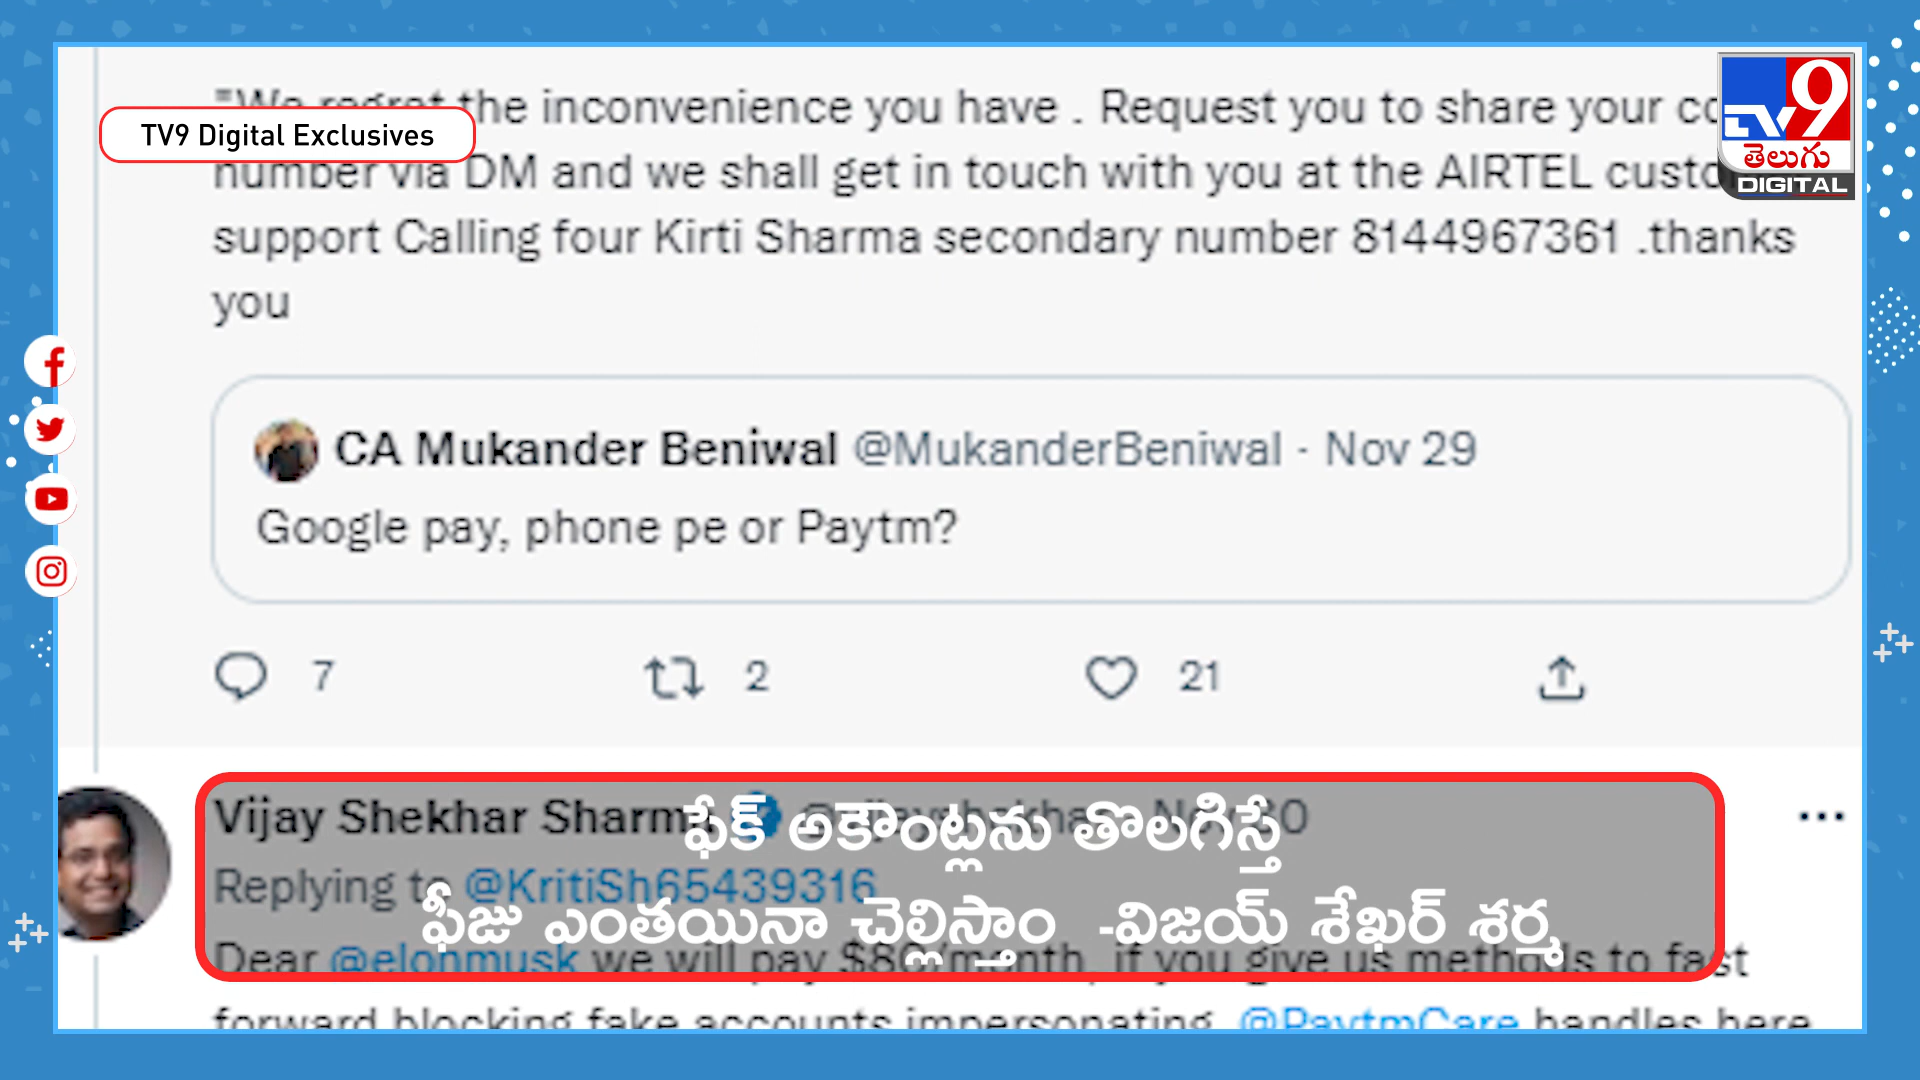 the inconvenience you have . Request you to share your
TV9 Digital Exclusives
TV9
తెలుగు
DIGITAL
number via DM and we shall get in touch with you at the AIRTEL
support Calling four Kirti Sharma secondary number 8144967361 .thanks
you
CA Mukander Beniwal @MukanderBeniwal · Nov 29
Google pay, phone pe or Paytm?
7 2 21
Vijay Shekhar
ఫేక్ అకౌంట్లను తొలగిస్తే
Replying to @KritiSh65439316
ఫీజు ఎంతయినా చెల్లిస్తాం -విజయ్ శేఖర్ శర్మ
Dear @elonmusk we will pay if you give us methods to fast
forward blocking fake accounts impersonating @PaytmCare handles here